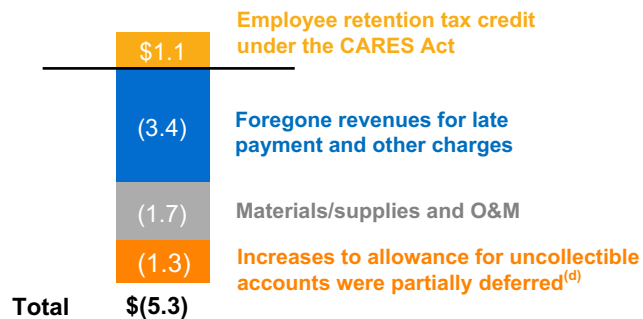 Employee retention tax credit
under the CARES Act
$1.1
Foregone revenues for late
payment and other charges
(3.4)
Materials/supplies and O&M
(1.7)
Increases to allowance for uncollectible
accounts were partially deferred(d)
(1.3)
Total $(5.3)